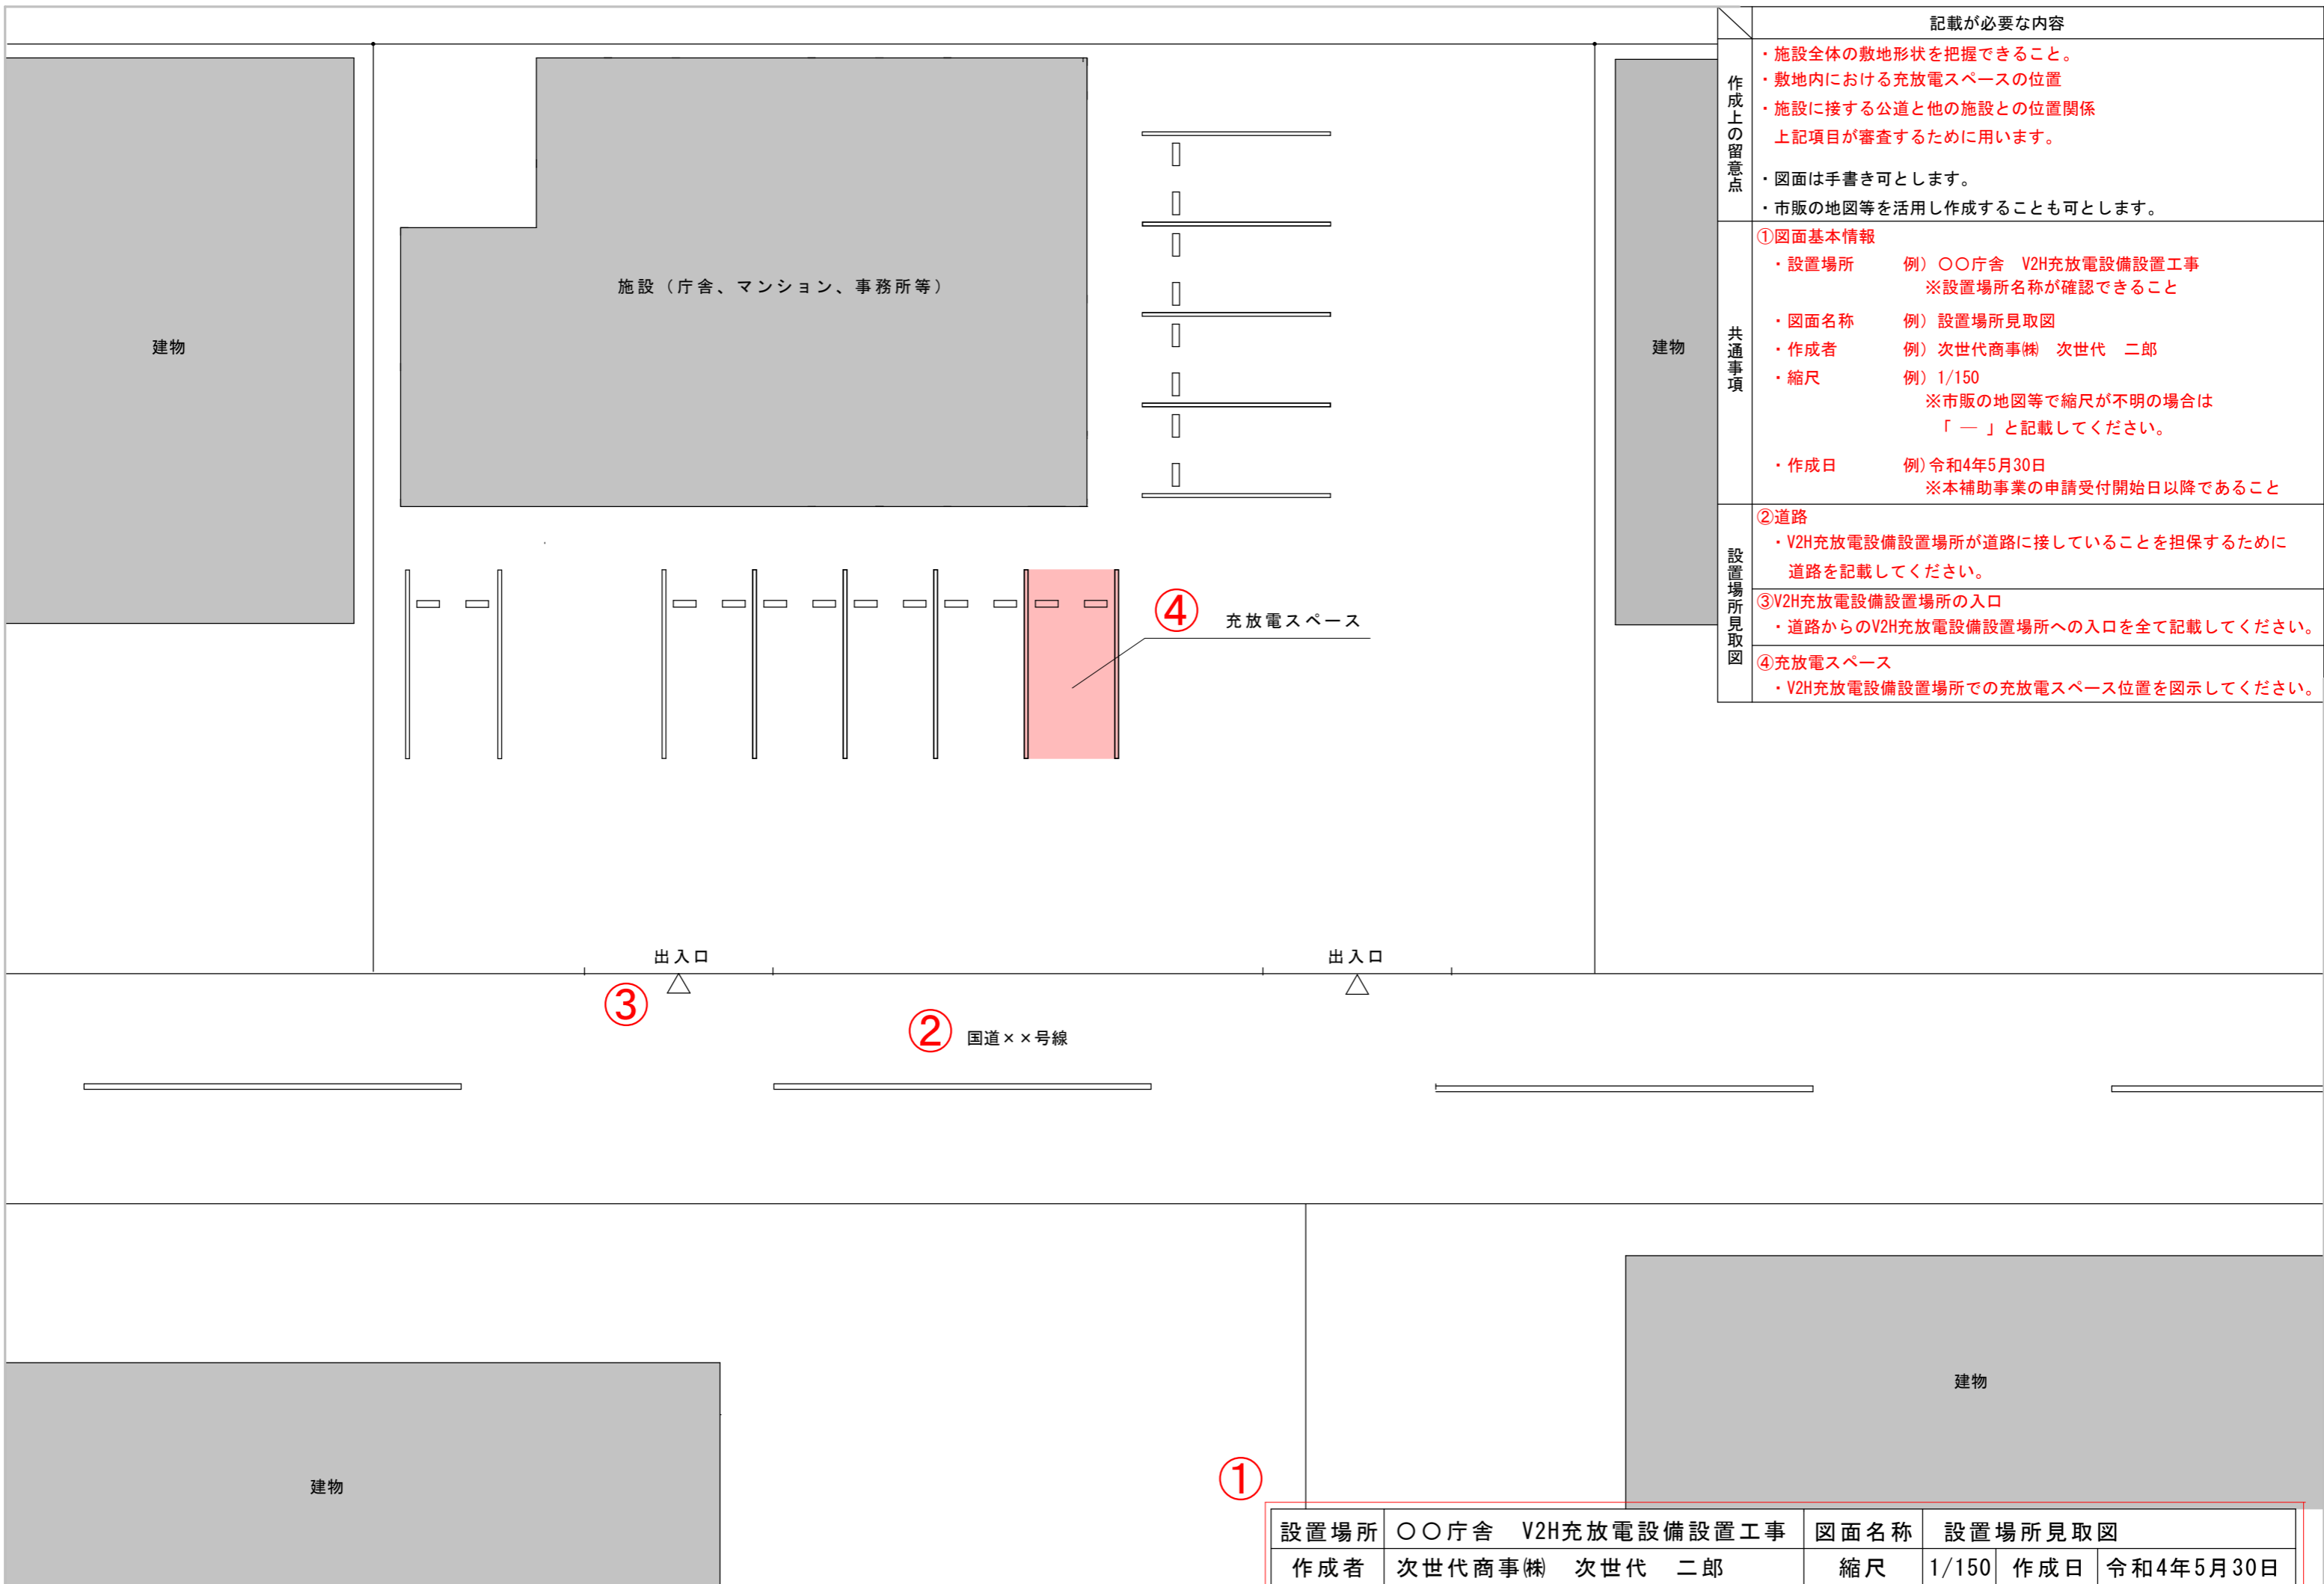 記載が必要な内容
作成上の留意点
・施設全体の敷地形状を把握できること。
・敷地内における充放電スペースの位置
・施設に接する公道と他の施設との位置関係
上記項目が審査するために用います。
・図面は手書き可とします。
・市販の地図等を活用し作成することも可とします。
共通事項
①図面基本情報
・設置場所 例）〇〇庁舎 V2H充放電設備設置工事
※設置場所名称が確認できること
・図面名称 例）設置場所見取図
・作成者 例）次世代商事㈱ 次世代 二郎
・縮尺 例）1/150
※市販の地図等で縮尺が不明の場合は
「 ― 」と記載してください。
・作成日 例）令和4年5月30日
※本補助事業の申請受付開始日以降であること
設置場所見取図
②道路
・V2H充放電設備設置場所が道路に接していることを担保するために
道路を記載してください。
③V2H充放電設備設置場所の入口
・道路からのV2H充放電設備設置場所への入口を全て記載してください。
④充放電スペース
・V2H充放電設備設置場所での充放電スペース位置を図示してください。
施設（庁舎、マンション、事務所等）
建物
建物
④ 充放電スペース
出入口
出入口
③
② 国道××号線
建物
建物
①
設置場所 〇〇庁舎 V2H充放電設備設置工事 図面名称 設置場所見取図
作成者 次世代商事㈱ 次世代 二郎 縮尺 1/150 作成日 令和4年5月30日